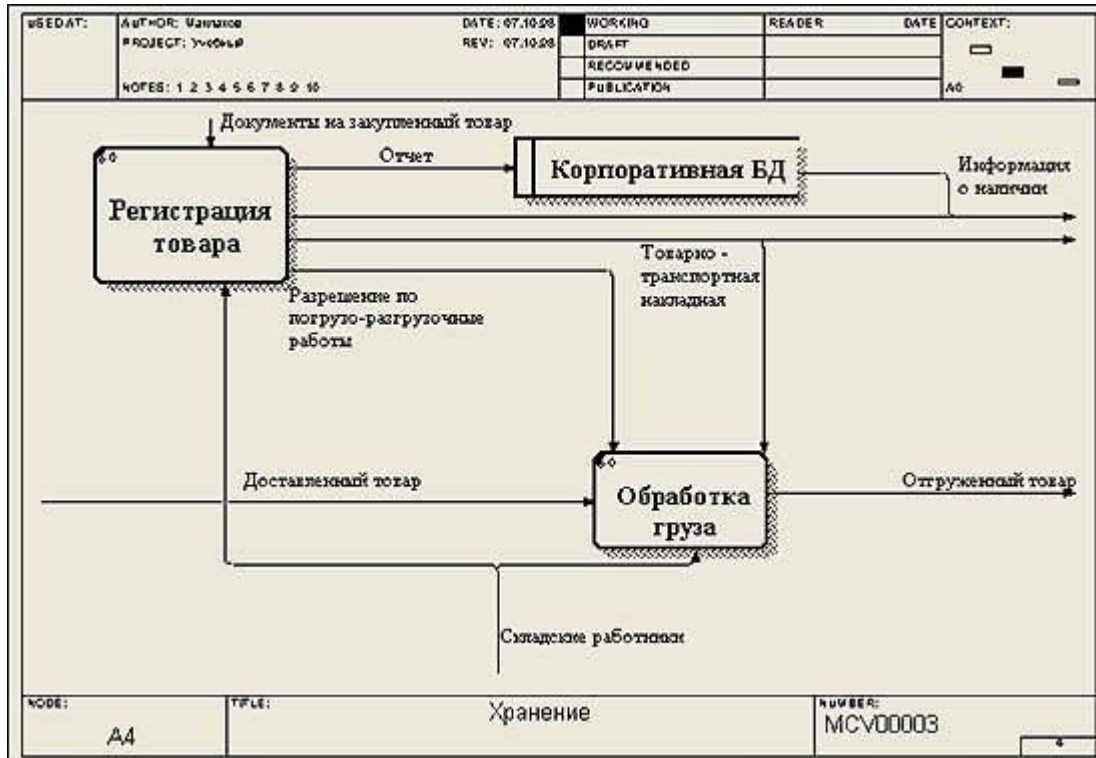 USED AT:
AUTHOR:
DATE: 07.10.98
WORKING
READER
DATE
CONTEXT:
PROJECT: Учебный
REV: 07.10.98
DRAFT
RECOMMENDED
NOTES: 1 2 3 4 5 6 7 8 9 10
PUBLICATION
A0
Документы на закупленный товар
Отчет
Корпоративная БД
Информация
о наличии
Регистрация
товара
Товарно -
транспортная
накладная
Разрешение по
погрузо-разгрузочные
работы
Доставленный товар
Обработка
груза
Отгруженный товар
Складские работники
NODE:
A4
TITLE:
Хранение
NUMBER:
MCV00003
4